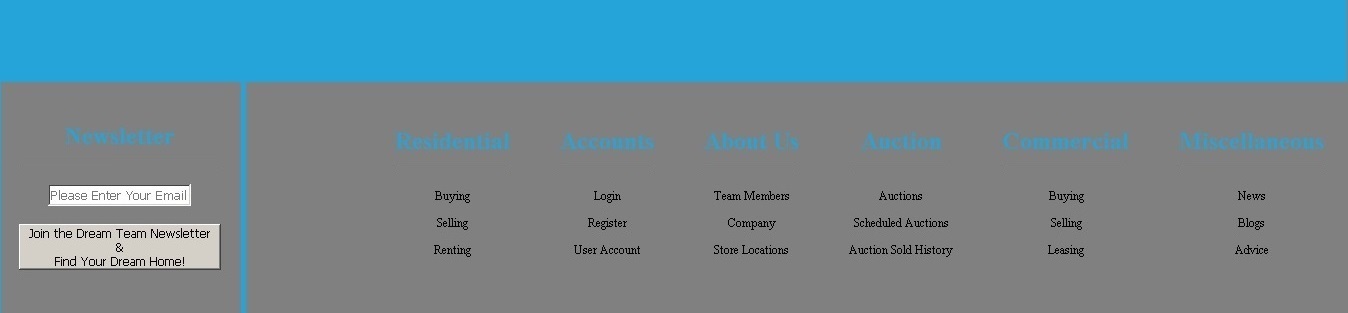 Newsletter
Please Enter Your Email
Join the Dream Team Newsletter
&
Find Your Dream Home!
Residential
Buying
Selling
Renting
Accounts
Login
Register
User Account
About Us
Team Members
Company
Store Locations
Auction
Auctions
Scheduled Auctions
Auction Sold History
Commercial
Buying
Selling
Leasing
Miscellaneous
News
Blogs
Advice